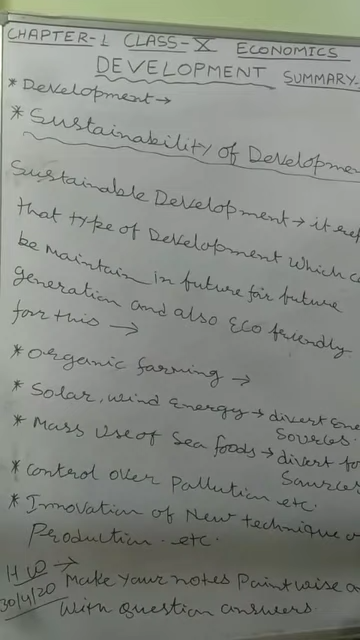 CHAPTER-1 CLASS-X ECONOMICS
DEVELOPMENT SUMMARY
* Development →
* Sustainability of Developme
Sustainable Development → it ref
that type of Development which c
be maintain in future for future
generation and also Eco friendly
for this →
* Organic farming →
* Solar, wind Energy → divert Ene
Sources.
* Mass Use of Sea foods → divert fo
Sources
* Control over Pallution etc.
* Innovation of New technique o
Production. etc.
H.W →
30/4/20 Make your notes Pointwise a
with question answers.